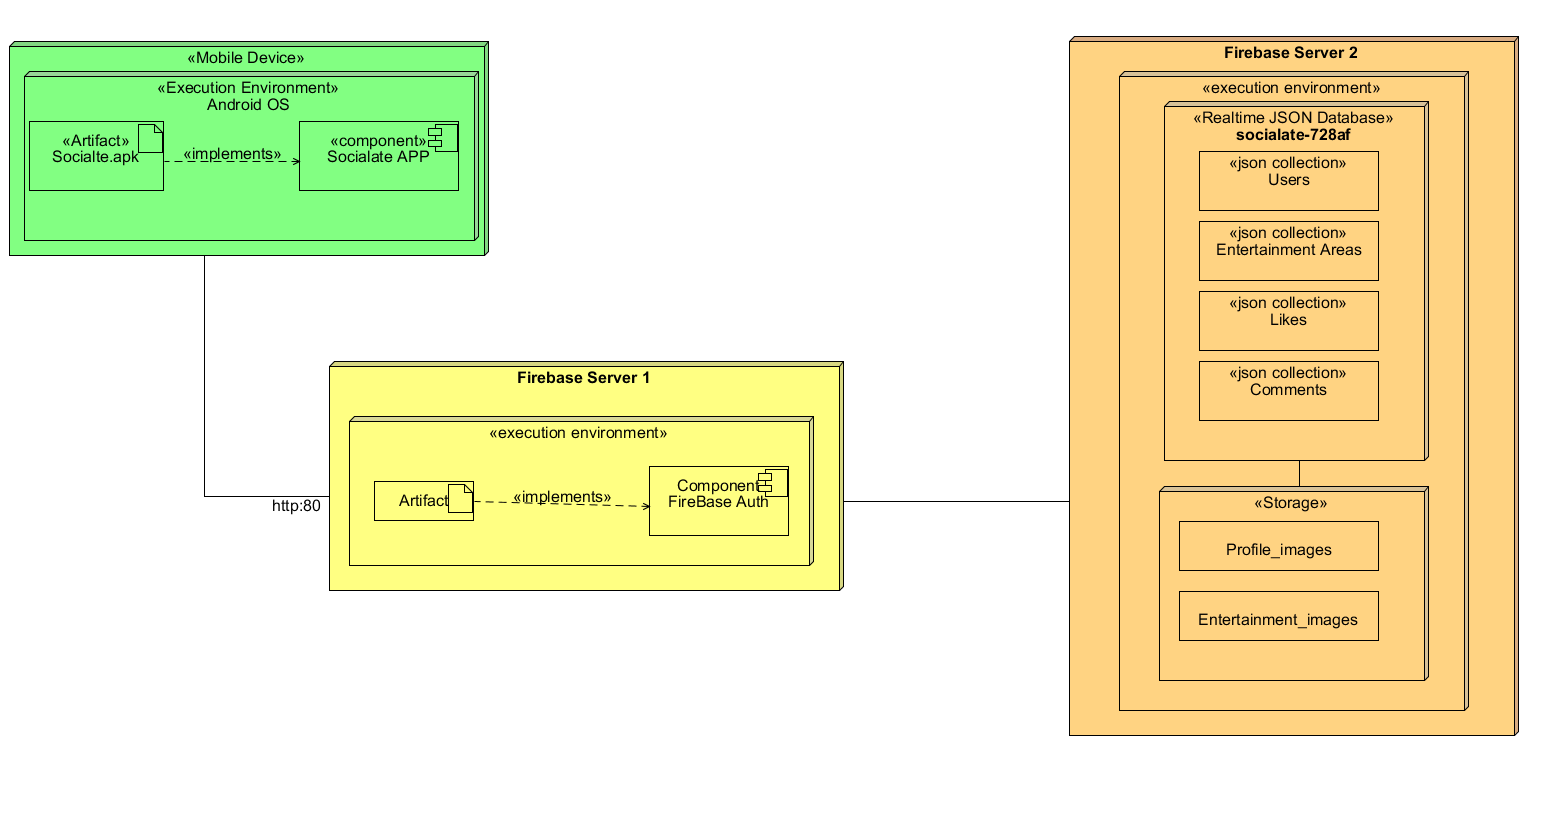 «Mobile Device»
«Execution Environment»
Android OS
«Artifact»
Socialte.apk
«implements»
«component»
Socialate APP
http:80
Firebase Server 1
«execution environment»
Artifact
«implements»
Component
FireBase Auth
Firebase Server 2
«execution environment»
«Realtime JSON Database»
socialate-728af
«json collection»
Users
«json collection»
Entertainment Areas
«json collection»
Likes
«json collection»
Comments
«Storage»
Profile_images
Entertainment_images